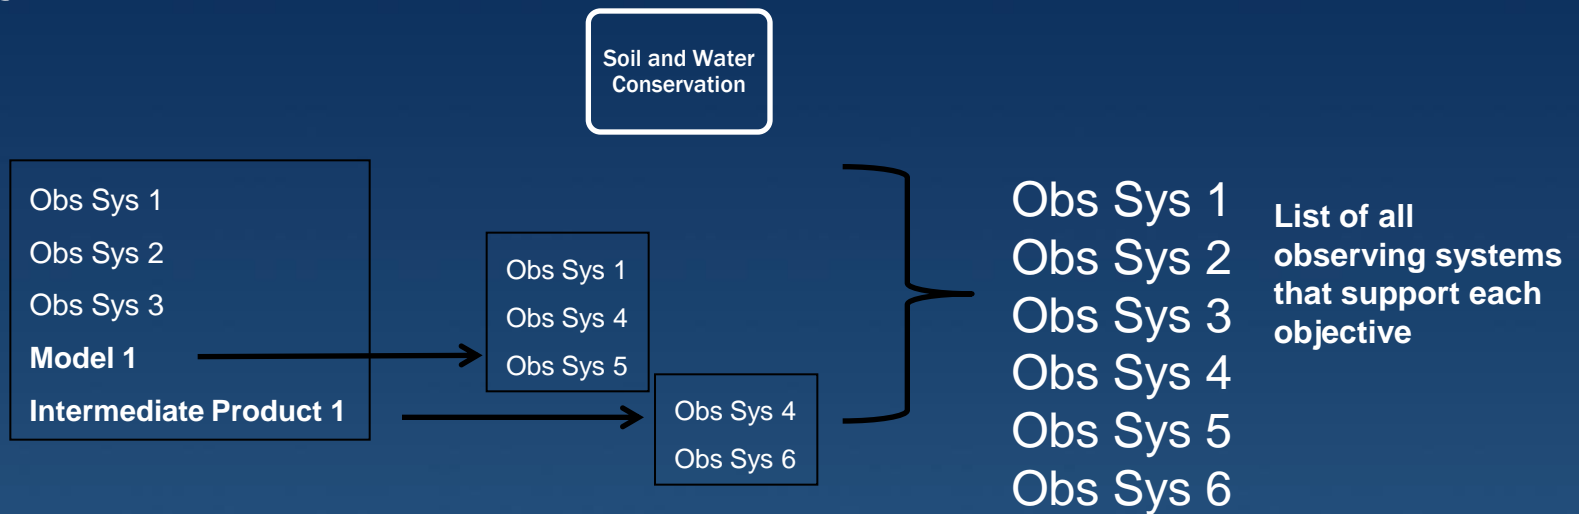 Soil and Water
Conservation
Obs Sys 1
Obs Sys 2
Obs Sys 3
Model 1
Intermediate Product 1
Obs Sys 1
Obs Sys 4
Obs Sys 5
Obs Sys 4
Obs Sys 6
Obs Sys 1
Obs Sys 2
Obs Sys 3
Obs Sys 4
Obs Sys 5
Obs Sys 6
List of all
observing systems
that support each
objective